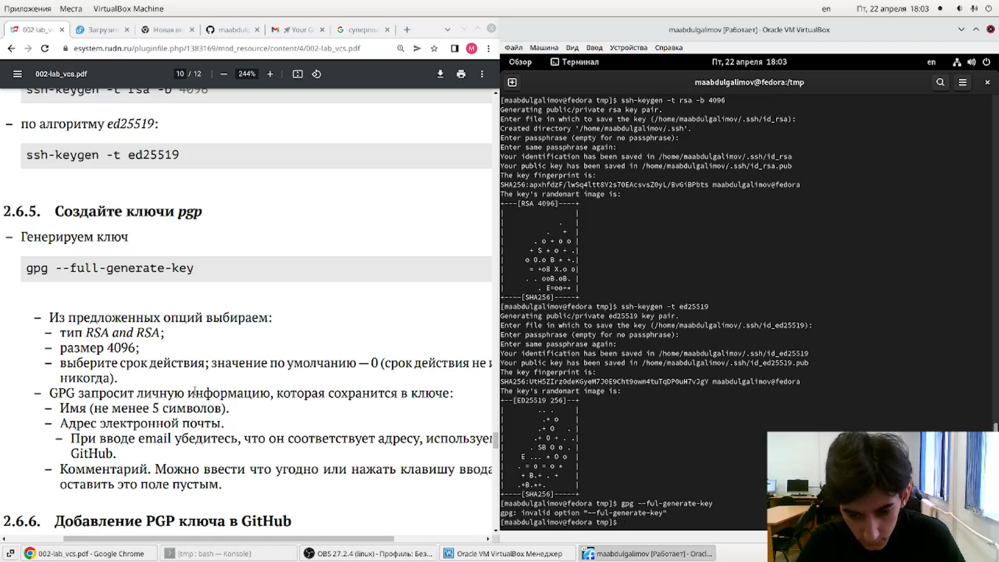 Приложения Места VirtualBox Machine en Пт, 22 апреля 18:03
002-lab_v Загрузит Новая вк maabdulg Your G суперпо
esystem.rudn.ru/pluginfile.php/1383169/mod_resource/content/4/002-lab_vcs.pdf M
002-lab_vcs.pdf 10 / 12 244%
ssh-keygen -t rsa -b 4096
– по алгоритму ed25519:
ssh-keygen -t ed25519
2.6.5. Создайте ключи pgp
– Генерируем ключ
gpg --full-generate-key
– Из предложенных опций выбираем:
– тип RSA and RSA;
– размер 4096;
– выберите срок действия; значение по умолчанию — 0 (срок действия не и
никогда).
– GPG запросит личную информацию, которая сохранится в ключе:
– Имя (не менее 5 символов).
– Адрес электронной почты.
– При вводе email убедитесь, что он соответствует адресу, используем
GitHub.
– Комментарий. Можно ввести что угодно или нажать клавишу ввода
оставить это поле пустым.
2.6.6. Добавление PGP ключа в GitHub
maabdulgalimov [Работает] - Oracle VM VirtualBox
Файл Машина Вид Ввод Устройства Справка
Обзор Терминал Пт, 22 апреля 18:03 en
maabdulgalimov@fedora:/tmp
[maabdulgalimov@fedora tmp]$ ssh-keygen -t rsa -b 4096
Generating public/private rsa key pair.
Enter file in which to save the key (/home/maabdulgalimov/.ssh/id_rsa):
Created directory '/home/maabdulgalimov/.ssh'.
Enter passphrase (empty for no passphrase):
Enter same passphrase again:
Your identification has been saved in /home/maabdulgalimov/.ssh/id_rsa
Your public key has been saved in /home/maabdulgalimov/.ssh/id_rsa.pub
The key fingerprint is:
SHA256:apxhfdzF/lwSq4ltt8Y2s7OEAcsvsZ0yL/BvGiBPbts maabdulgalimov@fedora
The key's randomart image is:
+---[RSA 4096]----+
| |
| . |
| . + |
| . o + o o |
| + S * o + .|
| o O.o B * +.|
| = +oB X.o o|
| . . ooB.oB. |
| . E=oo+* |
+----[SHA256]-----+
[maabdulgalimov@fedora tmp]$ ssh-keygen -t ed25519
Generating public/private ed25519 key pair.
Enter file in which to save the key (/home/maabdulgalimov/.ssh/id_ed25519):
Enter passphrase (empty for no passphrase):
Enter same passphrase again:
Your identification has been saved in /home/maabdulgalimov/.ssh/id_ed25519
Your public key has been saved in /home/maabdulgalimov/.ssh/id_ed25519.pub
The key fingerprint is:
SHA256:UtH5ZIrz0deKGyeM7J0E9Cht9owm4tuTqDP0uH7vJgY maabdulgalimov@fedora
The key's randomart image is:
+--[ED25519 256]--+
| .. . |
| .+ o |
| .+ O . |
| .+ O + . .|
| . SB O o . |
| E ... * O o |
| . = o = o * |
| + B.+ . + |
| .+B.*+. |
+----[SHA256]-----+
[maabdulgalimov@fedora tmp]$ gpg --ful-generate-key
gpg: invalid option "--ful-generate-key"
[maabdulgalimov@fedora tmp]$
002-lab_vcs.pdf - Google Chrome [tmp : bash — Konsole] OBS 27.2.4 (linux) - Профиль: Без... Oracle VM VirtualBox Менеджер maabdulgalimov [Работает] - Orac...